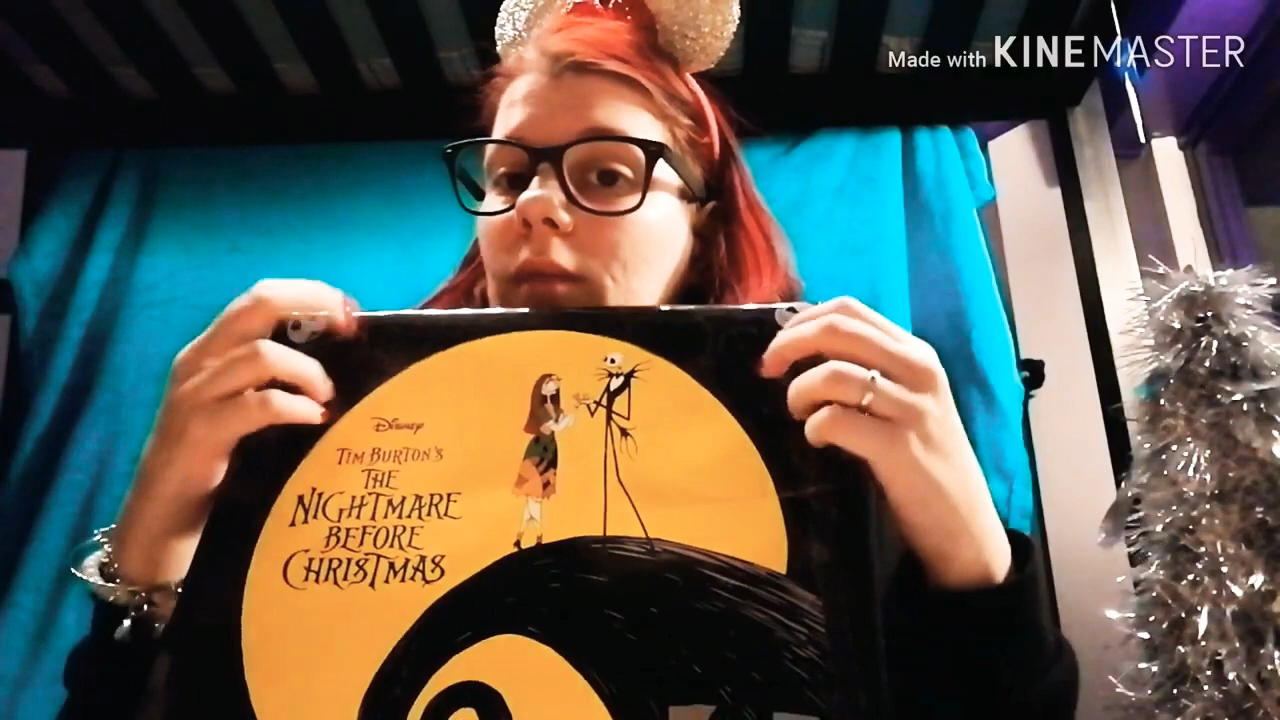 Made with KINEMASTER
Disney
TIM BURTON'S
THE
NIGHTMARE
BEFORE
CHRISTMAS